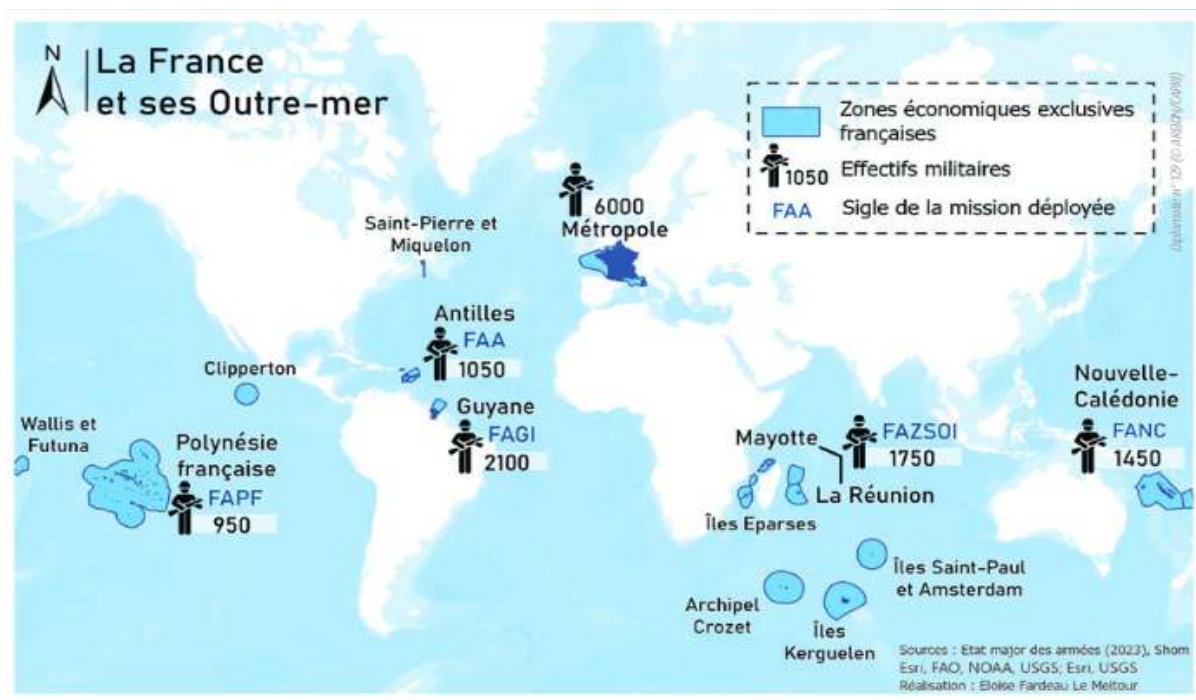 N
La France
et ses Outre-mer
Zones économiques exclusives
françaises
1050 Effectifs militaires
FAA Sigle de la mission déployée
6000
Métropole
Saint-Pierre et
Miquelon
Antilles
FAA
1050
Clipperton
Guyane
FAGI
2100
Wallis et
Futuna
Polynésie
française
FAPF
950
Mayotte
FAZSOI
1750
La Réunion
Nouvelle-
Calédonie
FANC
1450
Îles Eparses
Îles Saint-Paul
et Amsterdam
Archipel
Crozet
Îles
Kerguelen
Sources : Etat major des armées (2023), Shom
Esri, FAO, NOAA, USGS; Esri, USGS
Réalisation : Eloïse Fardeau Le Meitour